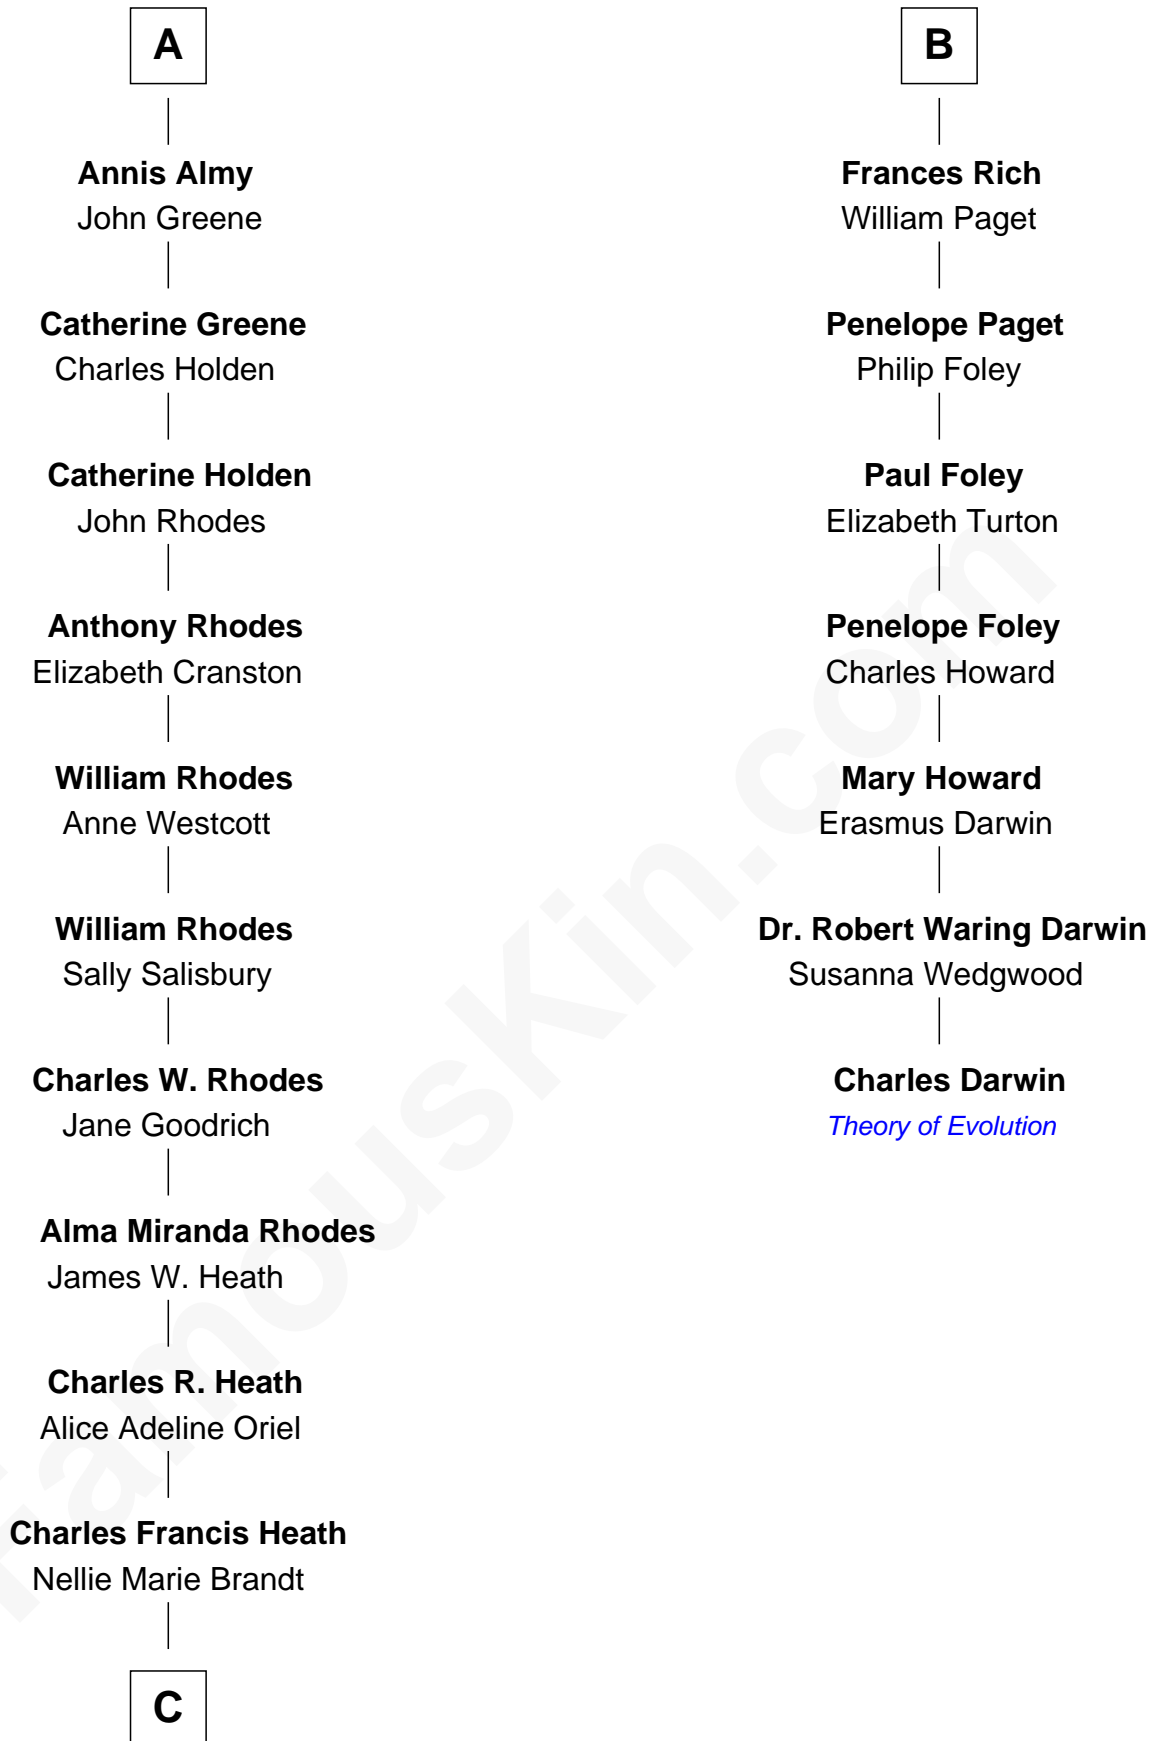 A
Annis Almy
John Greene
Catherine Greene
Charles Holden
Catherine Holden
John Rhodes
Anthony Rhodes
Elizabeth Cranston
William Rhodes
Anne Westcott
William Rhodes
Sally Salisbury
Charles W. Rhodes
Jane Goodrich
Alma Miranda Rhodes
James W. Heath
Charles R. Heath
Alice Adeline Oriel
Charles Francis Heath
Nellie Marie Brandt
C
B
Frances Rich
William Paget
Penelope Paget
Philip Foley
Paul Foley
Elizabeth Turton
Penelope Foley
Charles Howard
Mary Howard
Erasmus Darwin
Dr. Robert Waring Darwin
Susanna Wedgwood
Charles Darwin
Theory of Evolution
FamousKin.com